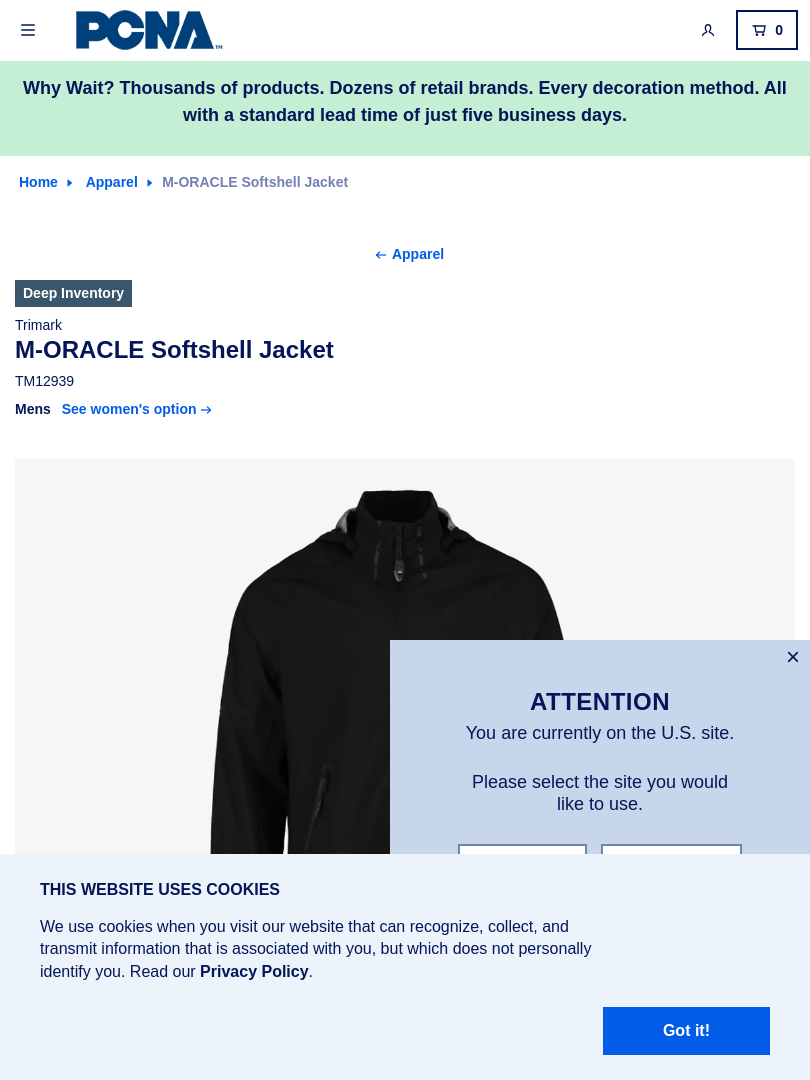 PCNA™
0
Why Wait? Thousands of products. Dozens of retail brands. Every decoration method. All
with a standard lead time of just five business days.
Home
Apparel
M-ORACLE Softshell Jacket
Apparel
Deep Inventory
Trimark
M-ORACLE Softshell Jacket
TM12939
Mens See women's option
ATTENTION
You are currently on the U.S. site.
Please select the site you would
like to use.
THIS WEBSITE USES COOKIES
We use cookies when you visit our website that can recognize, collect, and
transmit information that is associated with you, but which does not personally
identify you. Read our Privacy Policy.
Got it!